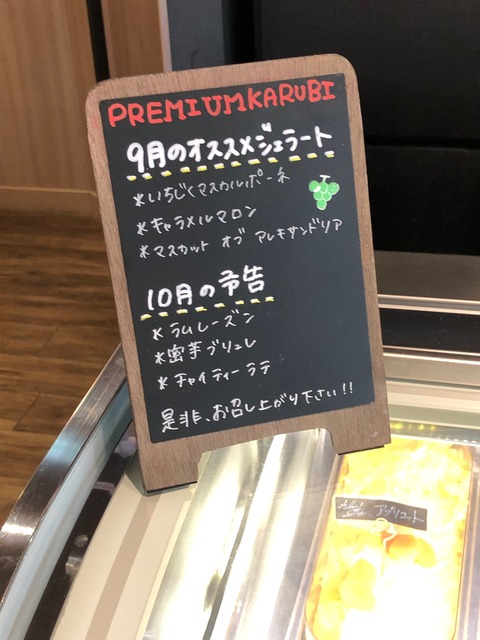 PREMIUMKARUBI
9月のオススメジェラート
*いちじくマスカルポーネ
*キャラメルマロン
*マスカット オブ アレキサンドリア
10月の予告
*ラムレーズン
*蜜芋ブリュレ
*チャイティーラテ
是非、お召し上がり下さい!!
アプリコット